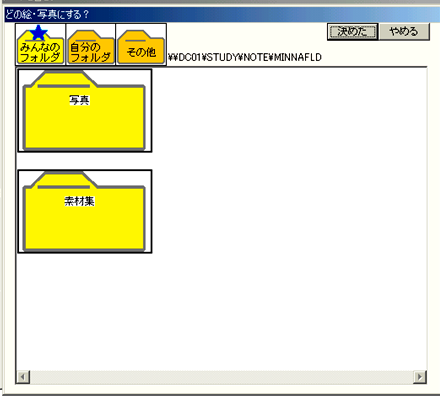 どの絵・写真にする?
みんなの
フォルダ
自分の
フォルダ
その他
¥¥DC01¥STUDY¥NOTE¥MINNAFLD
決めた
やめる
写真
素材集